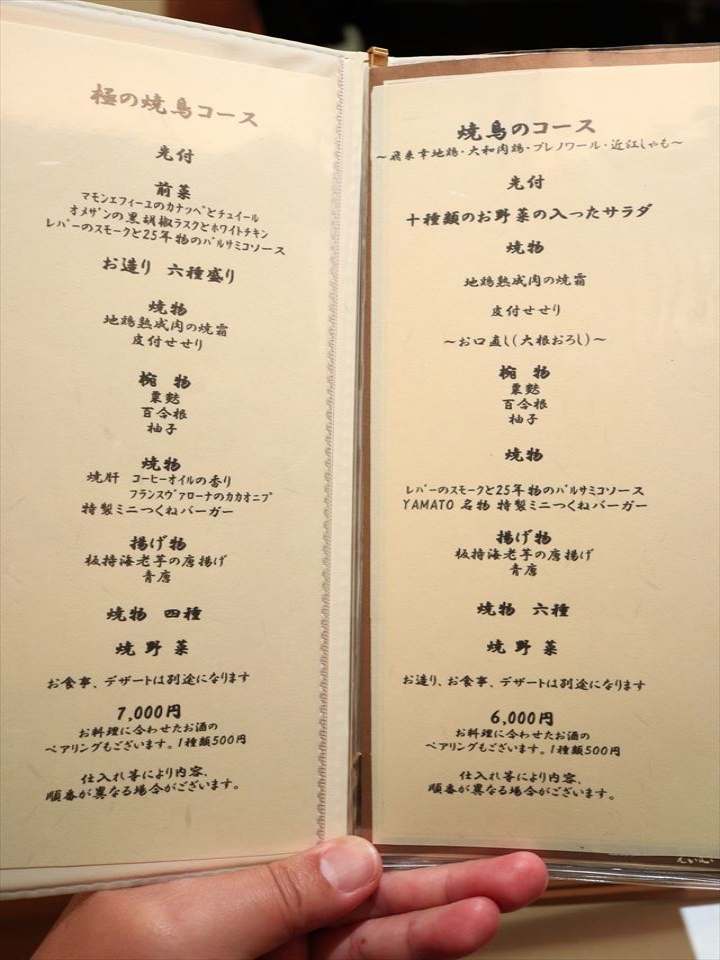 極の焼鳥コース
先付
前菜
マモンエフィーユのカナッペとチュイール
オメザンの黒胡椒ラスクとホワイトチキン
レバーのスモークと25年物のバルサミコソース
お造り 六種盛り
焼物
地鶏熟成肉の焼霜
皮付せせり
椀物
粟麩
百合根
柚子
焼物
焼肝 コーヒーオイルの香り
フランスヴァローナのカカオニブ
特製ミニつくねバーガー
揚げ物
板持海老芋の唐揚げ
青唐
焼物 四種
焼野菜
お食事、デザートは別途になります
7,000円
お料理に合わせたお酒の
ペアリングもございます。1種類500円
仕入れ等により内容、
順番が異なる場合がございます。
焼鳥のコース
～飛来幸地鶏・大和肉鶏・プレノワール・近江しゃも～
先付
十種類のお野菜の入ったサラダ
焼物
地鶏熟成肉の焼霜
皮付せせり
～お口直し(大根おろし)～
椀物
粟麩
百合根
柚子
焼物
レバーのスモークと25年物のバルサミコソース
YAMATO 名物 特製ミニつくねバーガー
揚げ物
板持海老芋の唐揚げ
青唐
焼物 六種
焼野菜
お造り、お食事、デザートは別途になります
6,000円
お料理に合わせたお酒の
ペアリングもございます。1種類500円
仕入れ等により内容、
順番が異なる場合がございます。